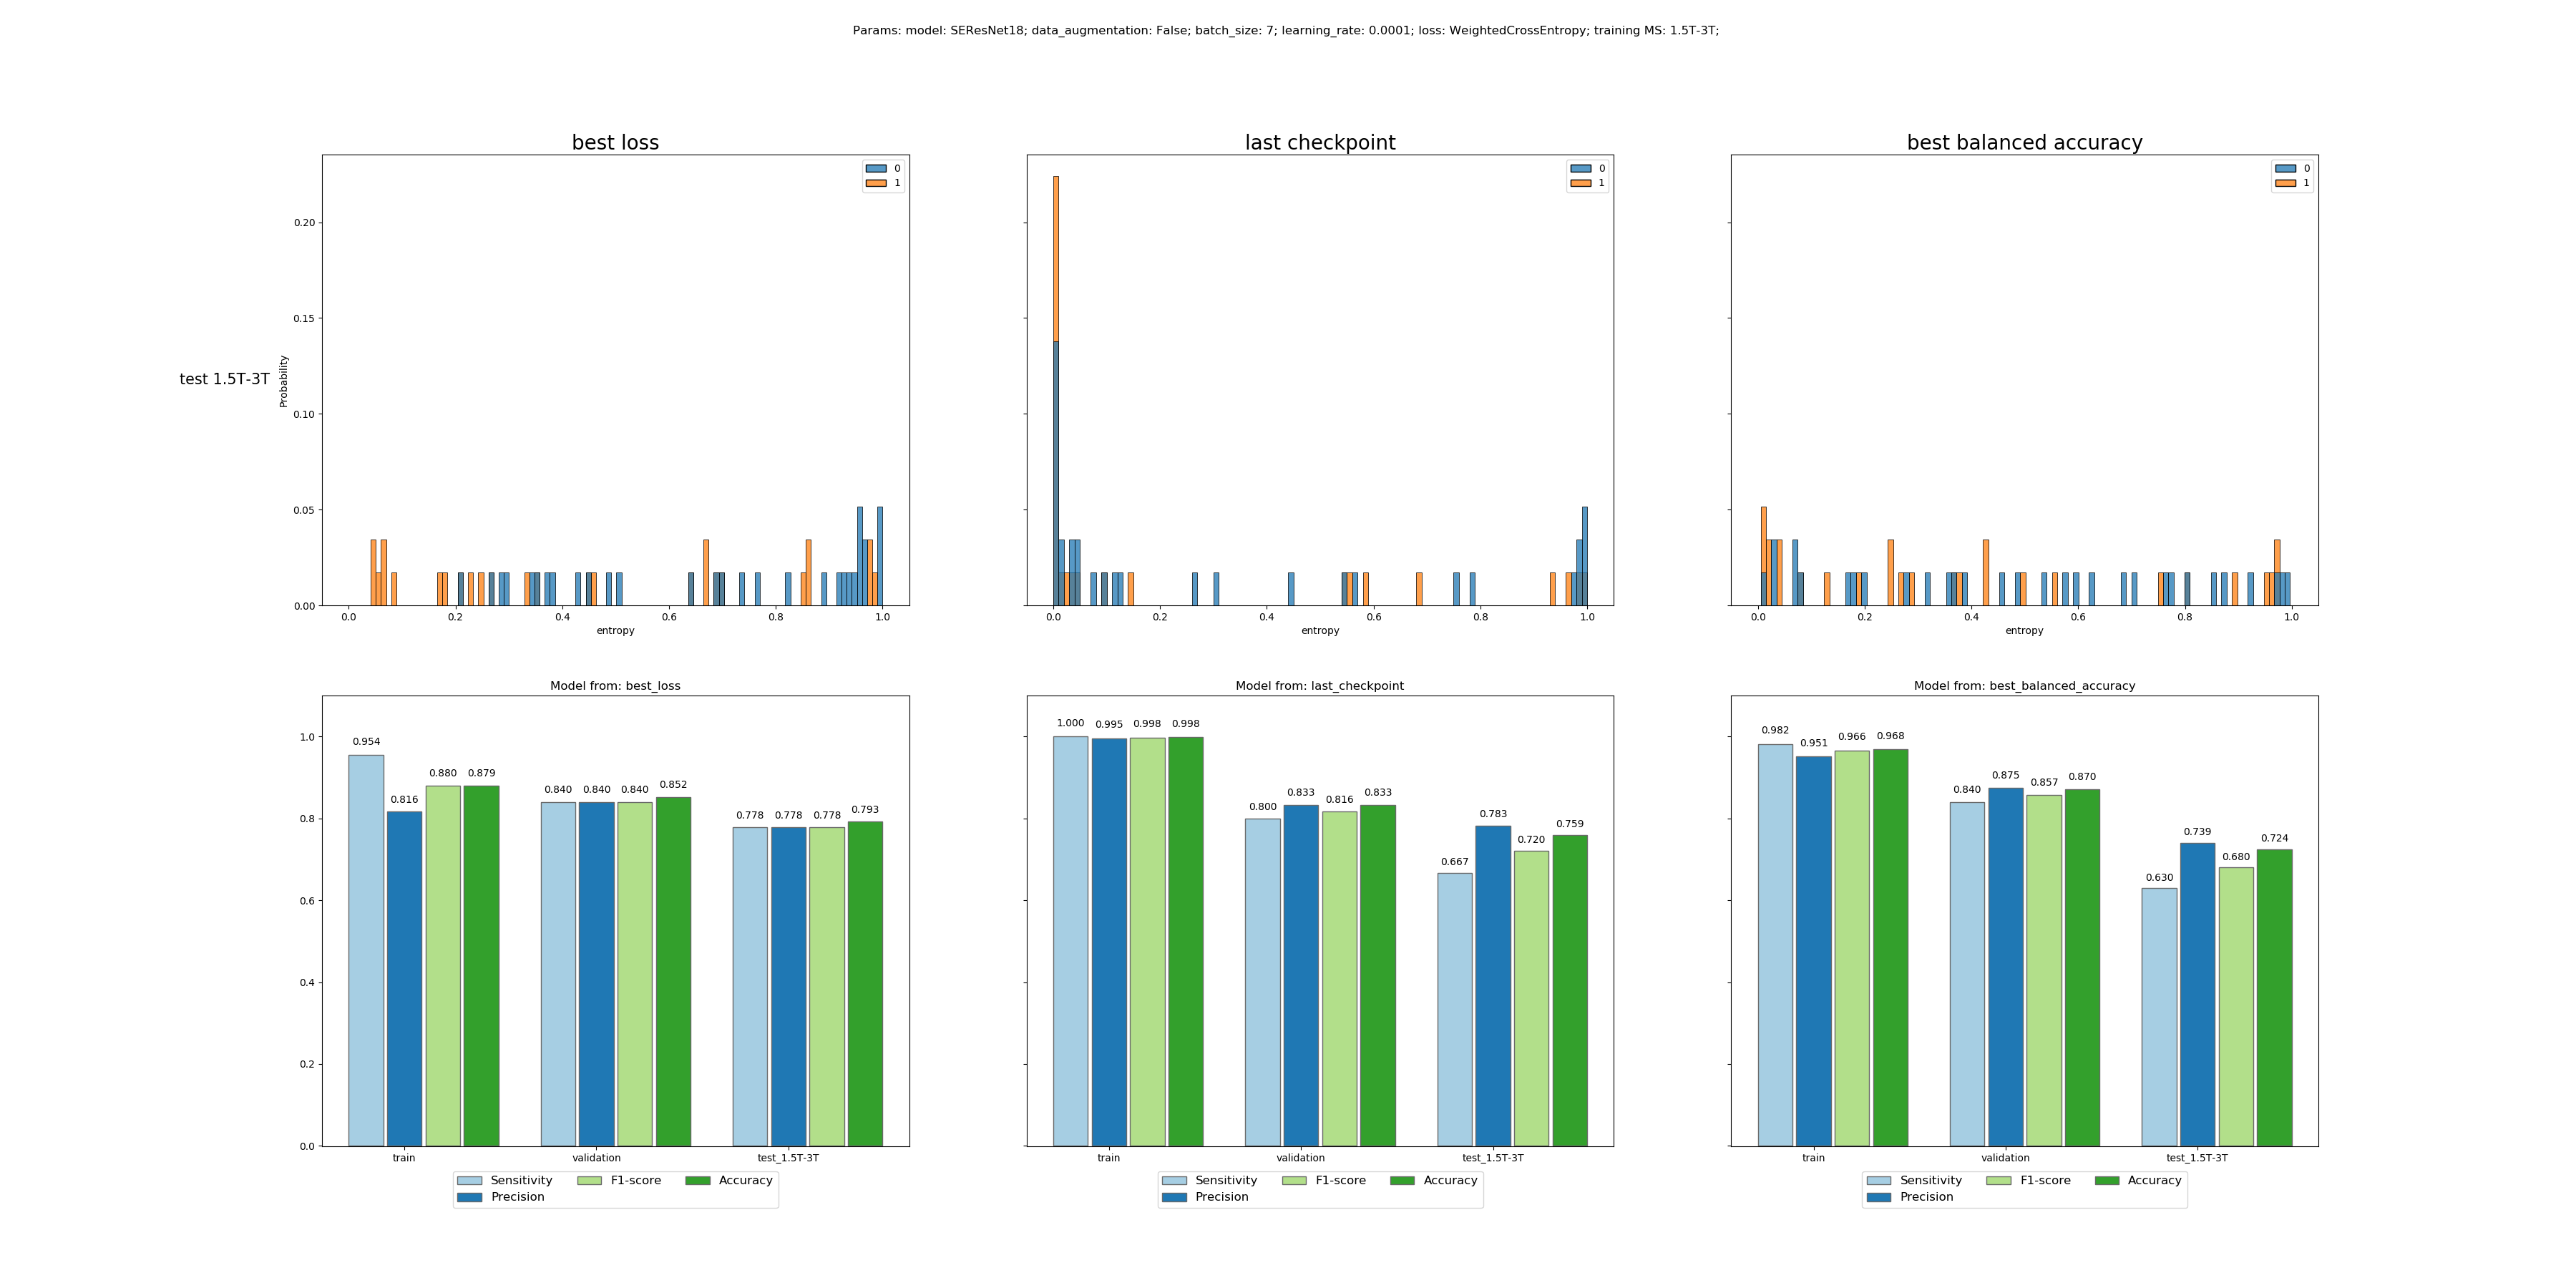 Params: model: SEResNet18; data_augmentation: False; batch_size: 7; learning_rate: 0.0001; loss: WeightedCrossEntropy; training MS: 1.5T-3T;
best loss
0
1
0.20
0.15
0.10
0.05
0.00
Probability
test 1.5T-3T
0.0 0.2 0.4 0.6 0.8 1.0
entropy
last checkpoint
0
1
0.0 0.2 0.4 0.6 0.8 1.0
entropy
best balanced accuracy
0
1
0.0 0.2 0.4 0.6 0.8 1.0
entropy
Model from: best_loss
1.0
0.8
0.6
0.4
0.2
0.0
0.954 0.816 0.880 0.879
0.840 0.840 0.840 0.852
0.778 0.778 0.778 0.793
train validation test_1.5T-3T
Sensitivity F1-score Accuracy
Precision
Model from: last_checkpoint
1.000 0.995 0.998 0.998
0.800 0.833 0.816 0.833
0.667 0.783 0.720 0.759
train validation test_1.5T-3T
Sensitivity F1-score Accuracy
Precision
Model from: best_balanced_accuracy
0.982 0.951 0.966 0.968
0.840 0.875 0.857 0.870
0.630 0.739 0.680 0.724
train validation test_1.5T-3T
Sensitivity F1-score Accuracy
Precision